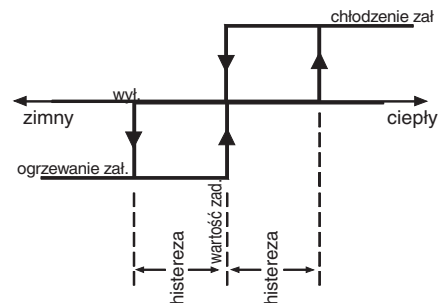 chłodzenie zał
wył.
zimny
ciepły
ogrzewanie zał.
wartość zad.
histereza
histereza